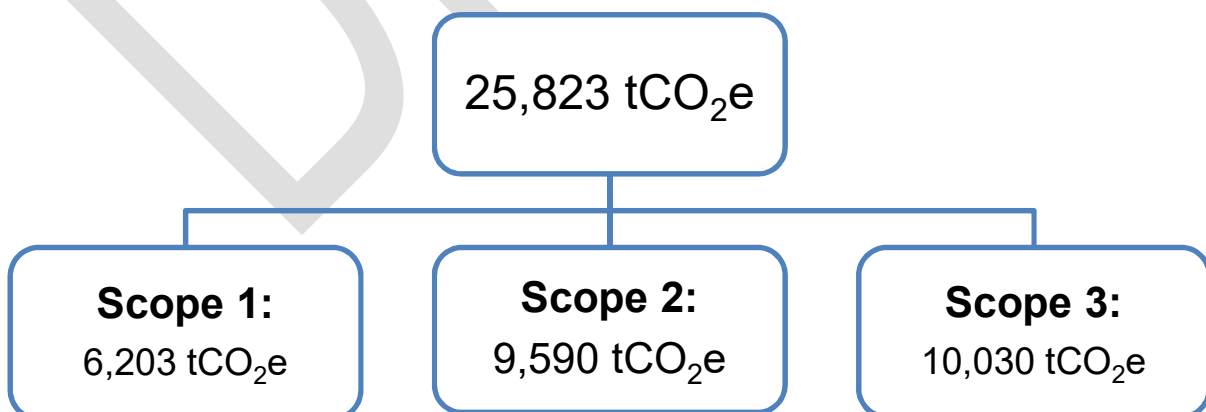 25,823 tCO₂e
Scope 1:
6,203 tCO₂e
Scope 2:
9,590 tCO₂e
Scope 3:
10,030 tCO₂e